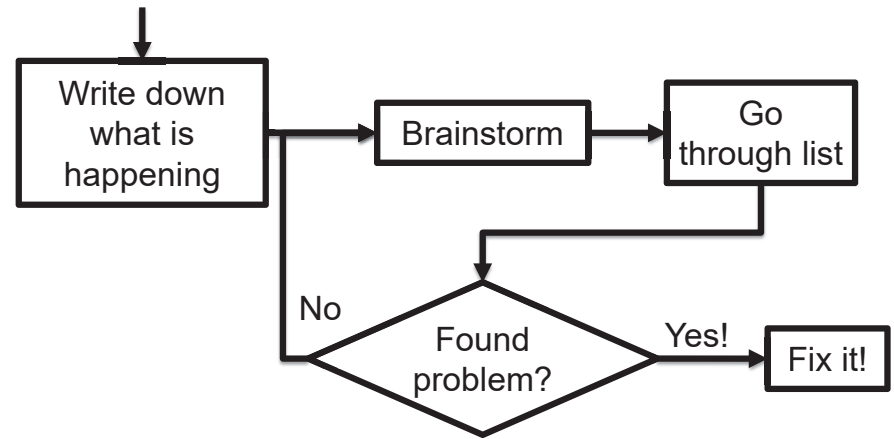 Write down
what is
happening
Brainstorm
Go
through list
No
Found
problem?
Yes!
Fix it!